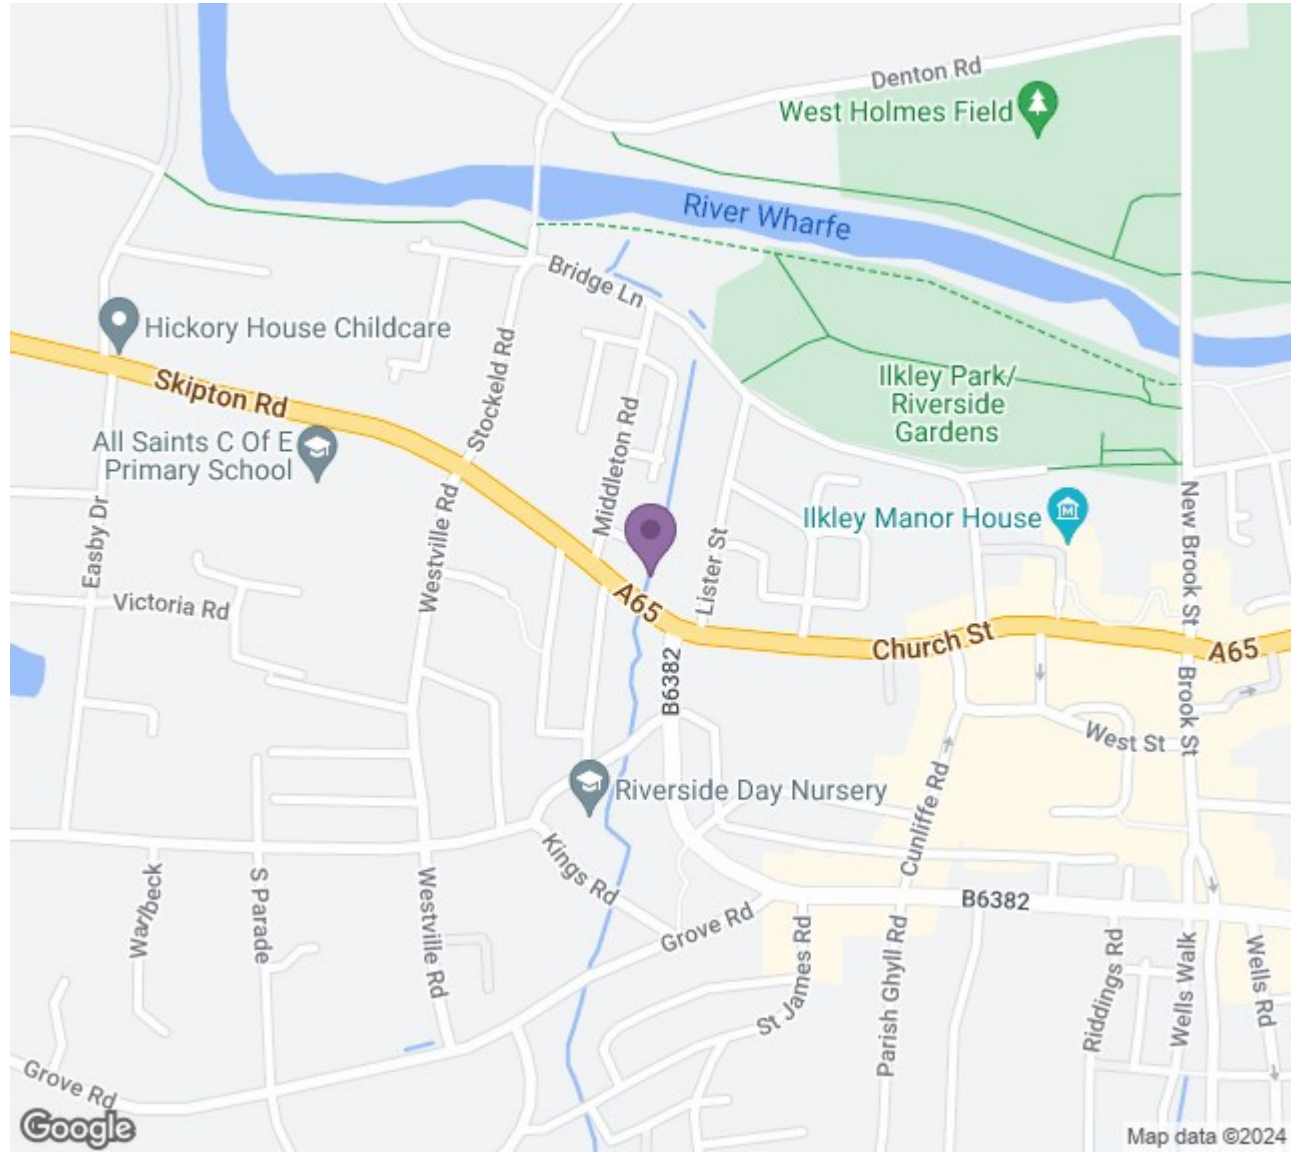 Denton Rd
West Holmes Field
River Wharfe
Bridge Ln
Hickory House Childcare
Skipton Rd
Stockeld Rd
Ilkley Park/
Riverside
Gardens
All Saints C Of E
Primary School
Middleton Rd
Easby Dr
Westville Rd
Ilkley Manor House
New Brook St
Lister St
Victoria Rd
A65
Church St
A65
B6382
Brook St
West St
Riverside Day Nursery
Cunliffe Rd
Kings Rd
Warlbeck
S Parade
Westville Rd
Grove Rd
B6382
St James Rd
Parish Ghyll Rd
Riddings Rd
Wells Walk
Wells Rd
Grove Rd
Google
Map data ©2024